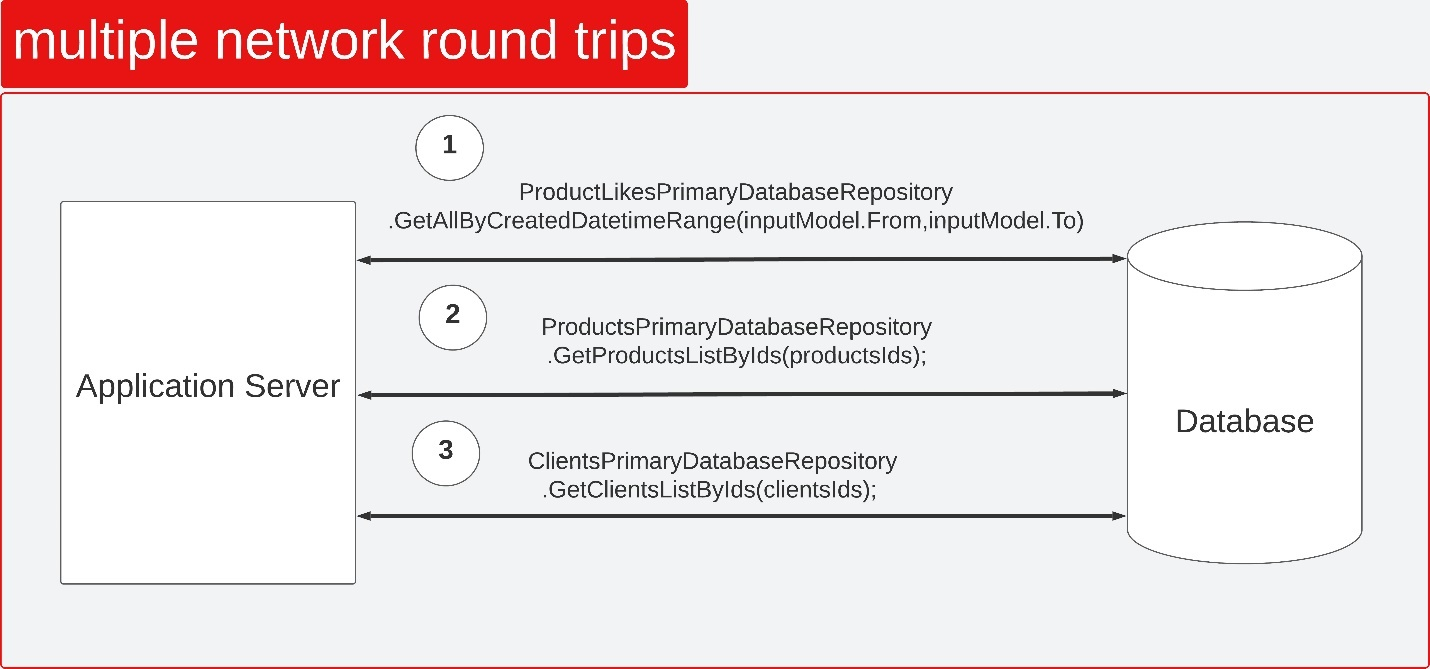 multiple network round trips
1
ProductLikesPrimaryDatabaseRepository
.GetAllByCreatedDatetimeRange(inputModel.From,inputModel.To)
2
ProductsPrimaryDatabaseRepository
.GetProductsListByIds(productsIds);
Application Server
Database
3
ClientsPrimaryDatabaseRepository
.GetClientsListByIds(clientsIds);